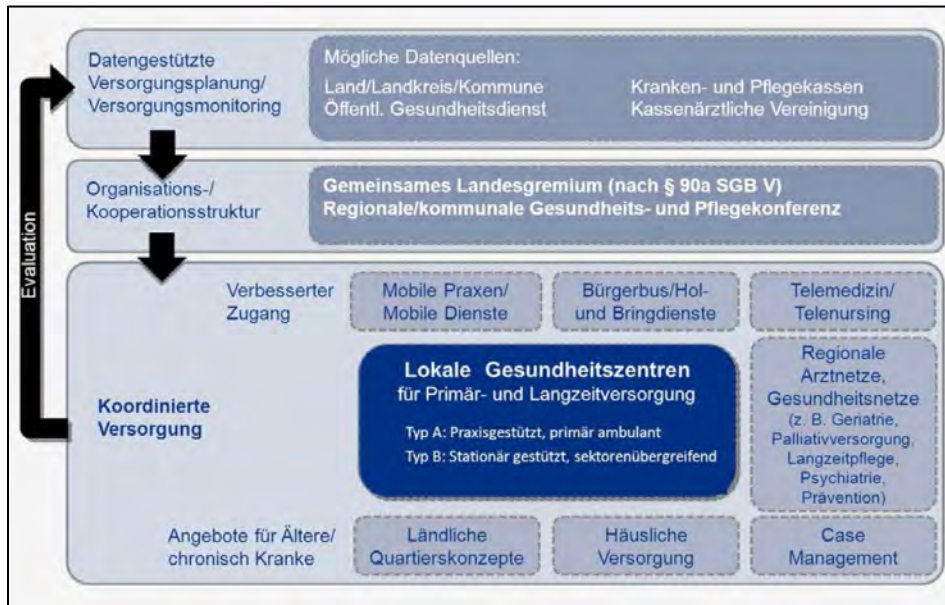 Datengestützte
Versorgungsplanung/
Versorgungsmonitoring
Mögliche Datenquellen:
Land/Landkreis/Kommune
Öffentl. Gesundheitsdienst
Kranken- und Pflegekassen
Kassenärztliche Vereinigung
Organisations-/
Kooperationsstruktur
Gemeinsames Landesgremium (nach § 90a SGB V)
Regionale/kommunale Gesundheits- und Pflegekonferenz
Evaluation
Verbesserter
Zugang
Mobile Praxen/
Mobile Dienste
Bürgerbus/Hol-
und Bringdienste
Telemedizin/
Telenursing
Koordinierte
Versorgung
Lokale Gesundheitszentren
für Primär- und Langzeitversorgung
Typ A: Praxisgestützt, primär ambulant
Typ B: Stationär gestützt, sektorenübergreifend
Regionale
Arztnetze,
Gesundheitsnetze
(z. B. Geriatrie,
Palliativversorgung,
Langzeitpflege,
Psychiatrie,
Prävention)
Angebote für Ältere/
chronisch Kranke
Ländliche
Quartierskonzepte
Häusliche
Versorgung
Case
Management